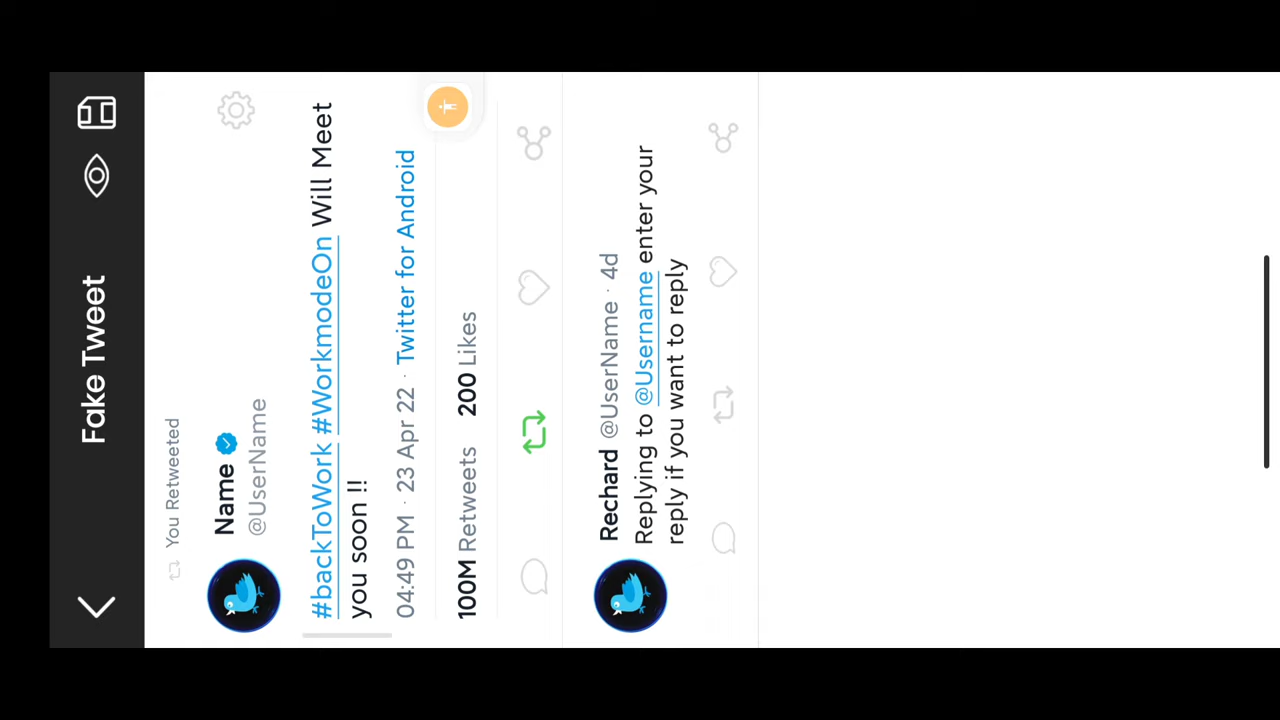 Fake Tweet
You Retweeted
Name
@UserName
#backToWork #WorkmodeOn Will Meet
you soon !!
04:49 PM · 23 Apr 22 · Twitter for Android
100M Retweets 200 Likes
Rechard @UserName · 4d
Replying to @Username enter your
reply if you want to reply